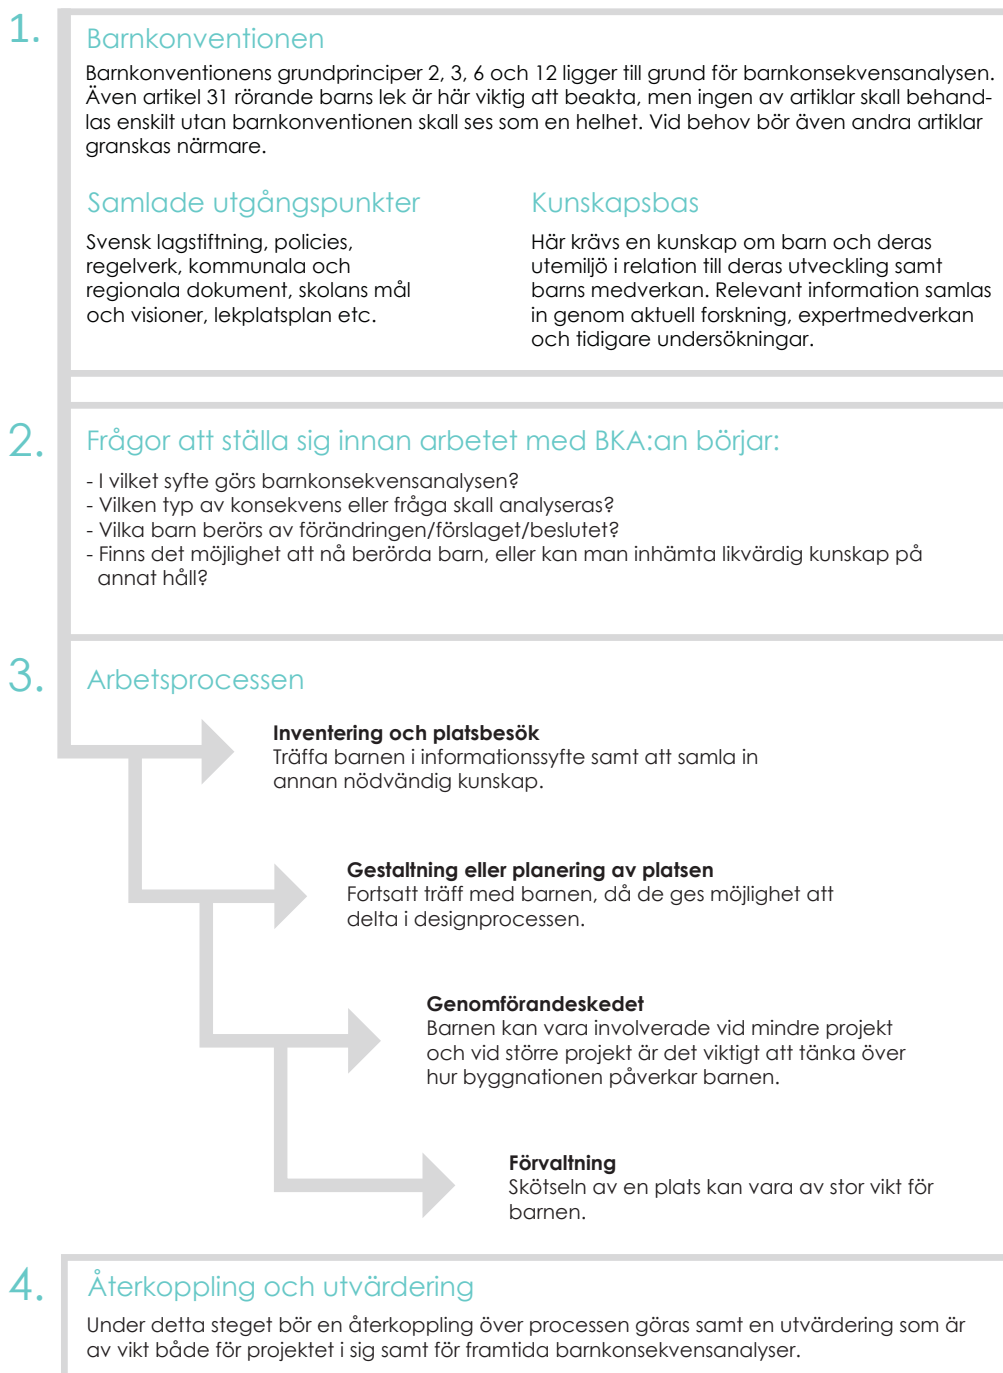 1.
Barnkonventionen
Barnkonventionens grundprinciper 2, 3, 6 och 12 ligger till grund för barnkonsekvensanalysen.
Även artikel 31 rörande barns lek är här viktig att beakta, men ingen av artiklar skall behand-
las enskilt utan barnkonventionen skall ses som en helhet. Vid behov bör även andra artiklar
granskas närmare.
Samlade utgångspunkter
Svensk lagstiftning, policies,
regelverk, kommunala och
regionala dokument, skolans mål
och visioner, lekplatsplan etc.
Kunskapsbas
Här krävs en kunskap om barn och deras
utemiljö i relation till deras utveckling samt
barns medverkan. Relevant information samlas
in genom aktuell forskning, expertmedverkan
och tidigare undersökningar.
2.
Frågor att ställa sig innan arbetet med BKA:an börjar:
- I vilket syfte görs barnkonsekvensanalysen?
- Vilken typ av konsekvens eller fråga skall analyseras?
- Vilka barn berörs av förändringen/förslaget/beslutet?
- Finns det möjlighet att nå berörda barn, eller kan man inhämta likvärdig kunskap på
annat håll?
3.
Arbetsprocessen
Inventering och platsbesök
Träffa barnen i informationssyfte samt att samla in
annan nödvändig kunskap.
Gestaltning eller planering av platsen
Fortsatt träff med barnen, då de ges möjlighet att
delta i designprocessen.
Genomförandeskedet
Barnen kan vara involverade vid mindre projekt
och vid större projekt är det viktigt att tänka över
hur byggnationen påverkar barnen.
Förvaltning
Skötseln av en plats kan vara av stor vikt för
barnen.
4.
Återkoppling och utvärdering
Under detta steget bör en återkoppling över processen göras samt en utvärdering som är
av vikt både för projektet i sig samt för framtida barnkonsekvensanalyser.